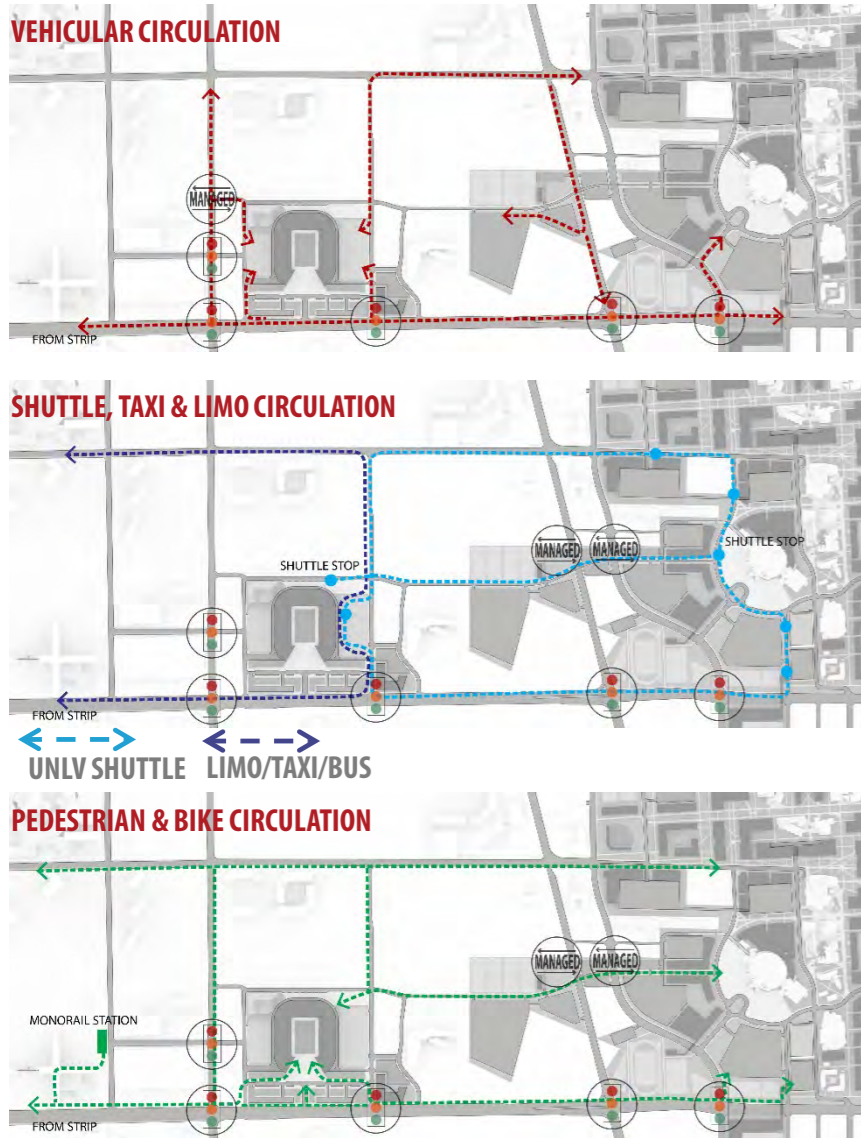 VEHICULAR CIRCULATION
MANAGED
FROM STRIP
SHUTTLE, TAXI & LIMO CIRCULATION
MANAGED MANAGED
SHUTTLE STOP
SHUTTLE STOP
FROM STRIP
UNLV SHUTTLE LIMO/TAXI/BUS
PEDESTRIAN & BIKE CIRCULATION
MANAGED MANAGED
MONORAIL STATION
FROM STRIP